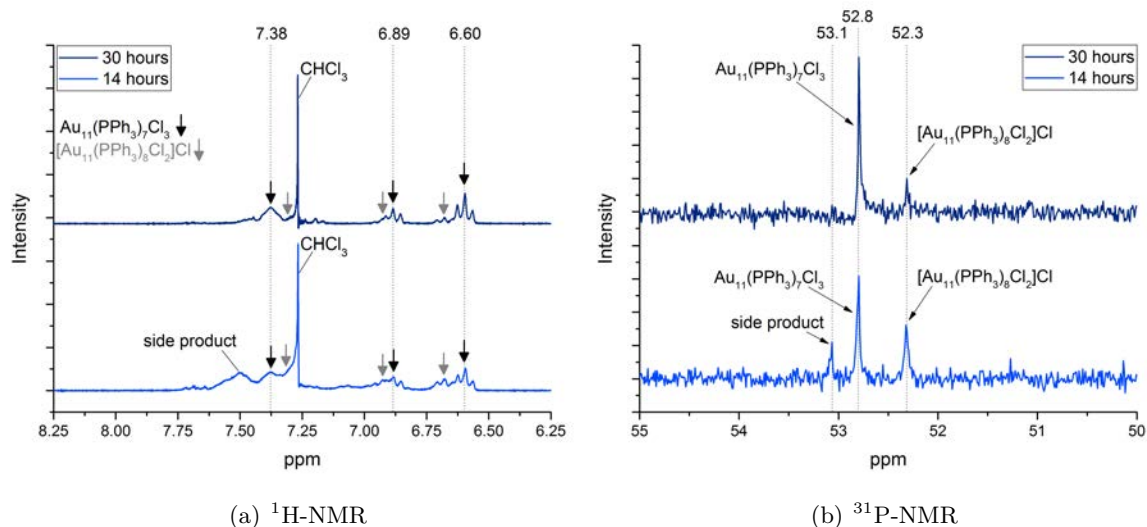 7.38
6.89
6.60
30 hours
14 hours
CHCl₃
Au₁₁(PPh₃)₇Cl₃
[Au₁₁(PPh₃)₈Cl₂]Cl
Intensity
CHCl₃
side product
8.25 8.00 7.75 7.50 7.25 7.00 6.75 6.50 6.25
ppm
(a) ¹H-NMR
52.8
53.1
52.3
30 hours
14 hours
Au₁₁(PPh₃)₇Cl₃
[Au₁₁(PPh₃)₈Cl₂]Cl
Intensity
Au₁₁(PPh₃)₇Cl₃
[Au₁₁(PPh₃)₈Cl₂]Cl
side product
55 54 53 52 51 50
ppm
(b) ³¹P-NMR